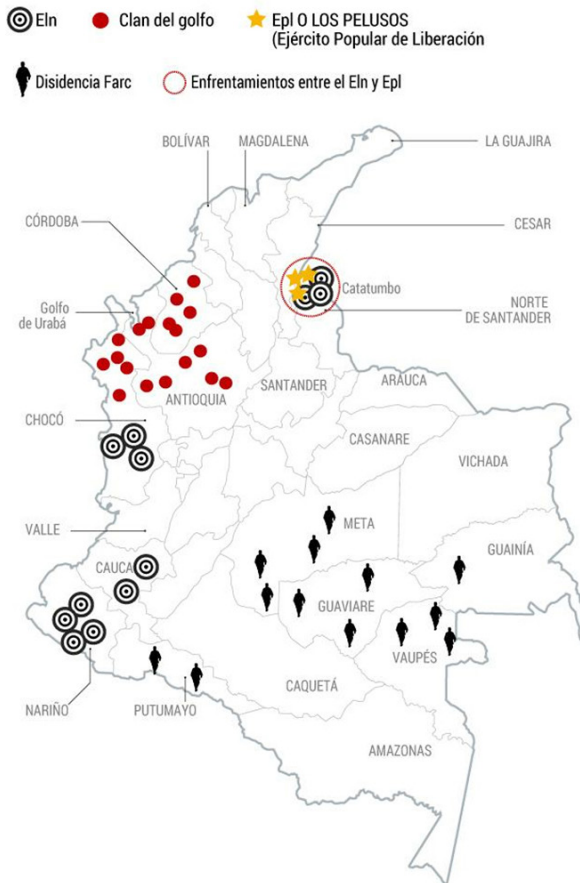 Eln
Clan del golfo
Epl O LOS PELUSOS
(Ejército Popular de Liberación
Disidencia Farc
Enfrentamientos entre el Eln y Epl
BOLÍVAR
MAGDALENA
LA GUAJIRA
CÓRDOBA
CESAR
Golfo
de Urabá
Catatumbo
NORTE
DE SANTANDER
ANTIOQUIA
SANTANDER
ARAUCA
CHOCÓ
CASANARE
VICHADA
VALLE
META
GUAINÍA
CAUCA
GUAVIARE
VAUPÉS
NARIÑO
PUTUMAYO
CAQUETÁ
AMAZONAS